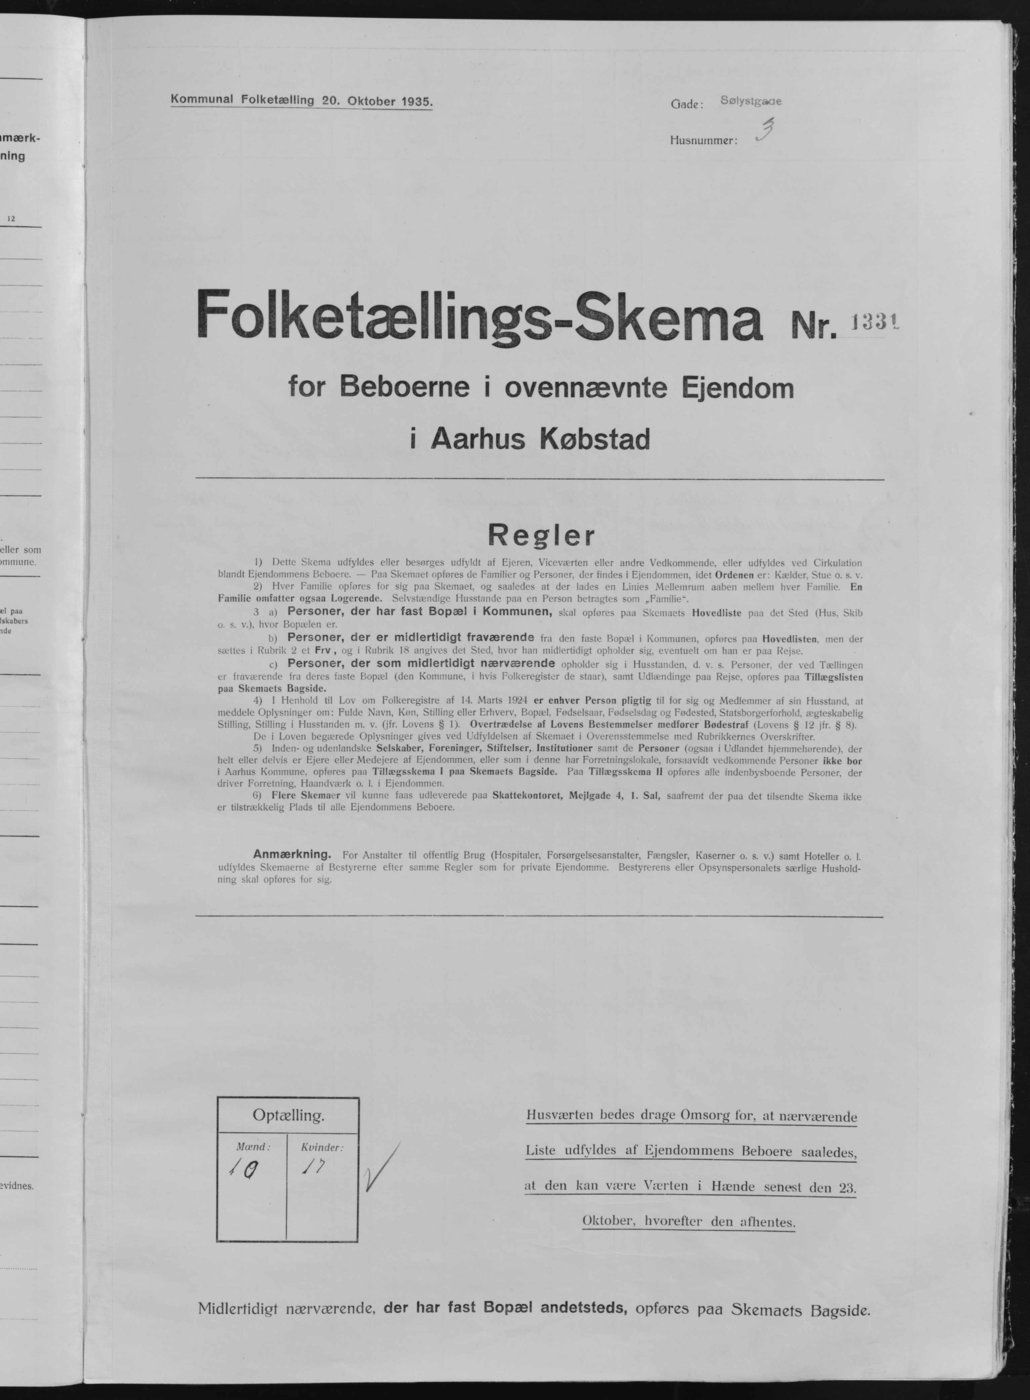 mærk-
ning
12
eller som
ommune.
el paa
lskabers
nde
evidnes.
Kommunal Folketælling 20. Oktober 1935.
Gade: Sølystgade
Husnummer: 3
Folketællings-Skema Nr. 1331
for Beboerne i ovennævnte Ejendom
i Aarhus Købstad
Regler
1) Dette Skema udfyldes eller besørges udfyldt af Ejeren, Viceværten eller andre Vedkommende, eller udfyldes ved Cirkulation
blandt Ejendommens Beboere. — Paa Skemaet opføres de Familier og Personer, der findes i Ejendommen, idet Ordenen er: Kælder, Stue o. s. v.
2) Hver Familie opføres for sig paa Skemaet, og saaledes at der lades en Linies Mellemrum aaben mellem hver Familie. En
Familie omfatter ogsaa Logerende. Selvstændige Husstande paa en Person betragtes som „Familie“.
3 a) Personer, der har fast Bopæl i Kommunen, skal opføres paa Skemaets Hovedliste paa det Sted (Hus, Skib
o. s. v.), hvor Bopælen er.
b) Personer, der er midlertidigt fraværende fra den faste Bopæl i Kommunen, opføres paa Hovedlisten, men der
sættes i Rubrik 2 et Frv., og i Rubrik 18 angives det Sted, hvor han midlertidigt opholder sig, eventuelt om han er paa Rejse.
c) Personer, der som midlertidigt nærværende opholder sig i Husstanden, d. v. s. Personer, der ved Tællingen
er fraværende fra deres faste Bopæl (den Kommune, i hvis Folkeregister de staar), samt Udlændinge paa Rejse, opføres paa Tillægslisten
paa Skemaets Bagside.
4) I Henhold til Lov om Folkeregistre af 14. Marts 1924 er enhver Person pligtig til for sig og Medlemmer af sin Husstand, at
meddele Oplysninger om: Fulde Navn, Køn, Stilling eller Erhverv, Bopæl, Fødselsaar, Fødselsdag og Fødested, Statsborgerforhold, ægteskabelig
Stilling, Stilling i Husstanden m. v. (jfr. Lovens § 1). Overtrædelse af Lovens Bestemmelser medfører Bødestraf (Lovens § 12 jfr. § 8).
De i Loven begærede Oplysninger gives ved Udfyldelsen af Skemaet i Overensstemmelse med Rubrikkernes Overskrifter.
5) Inden- og udenlandske Selskaber, Foreninger, Stiftelser, Institutioner samt de Personer (ogsaa i Udlandet hjemmehørende), der
helt eller delvis er Ejere eller Medejere af Ejendommen, eller som i denne har Forretningslokale, forsaavidt vedkommende Personer ikke bor
i Aarhus Kommune, opføres paa Tillægsskema I paa Skemaets Bagside. Paa Tillægsskema II opføres alle indenbysboende Personer, der
driver Forretning, Haandværk o. l. i Ejendommen.
6) Flere Skemaer vil kunne faas udleverede paa Skattekontoret, Mejlgade 4, 1. Sal, saafremt der paa det tilsendte Skema ikke
er tilstrækkelig Plads til alle Ejendommens Beboere.
Anmærkning. For Anstalter til offentlig Brug (Hospitaler, Forsørgelsesanstalter, Fængsler, Kaserner o. s. v.) samt Hoteller o. l.
udfyldes Skemaerne af Bestyrerne efter samme Regler som for private Ejendomme. Bestyrerens eller Opsynspersonalets særlige Hushold-
ning skal opføres for sig.
Optælling.
Mænd: Kvinder:
10 17
Husværten bedes drage Omsorg for, at nærværende
Liste udfyldes af Ejendommens Beboere saaledes,
at den kan være Værten i Hænde senest den 23.
Oktober, hvorefter den afhentes.
Midlertidigt nærværende, der har fast Bopæl andetsteds, opføres paa Skemaets Bagside.